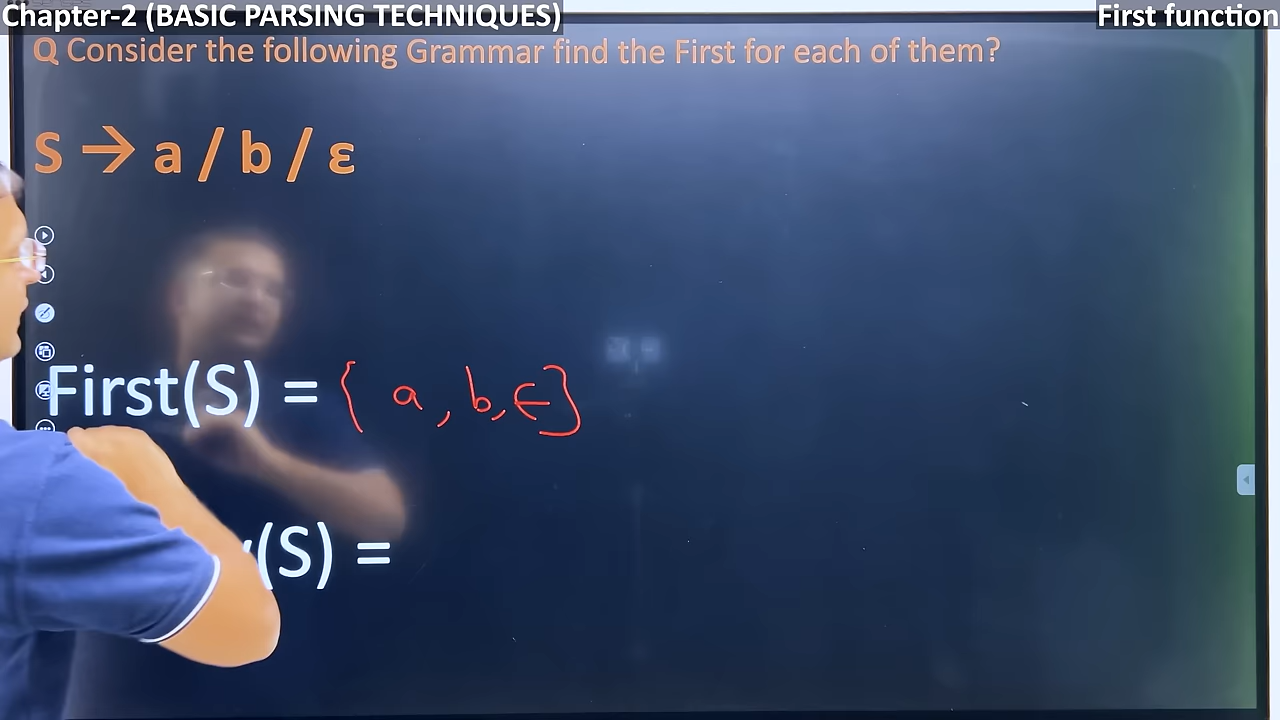 Chapter-2 (BASIC PARSING TECHNIQUES)
First function
Q Consider the following Grammar find the First for each of them?
S → a / b / ε
First(S) = { a, b, ∈ }
(S) =